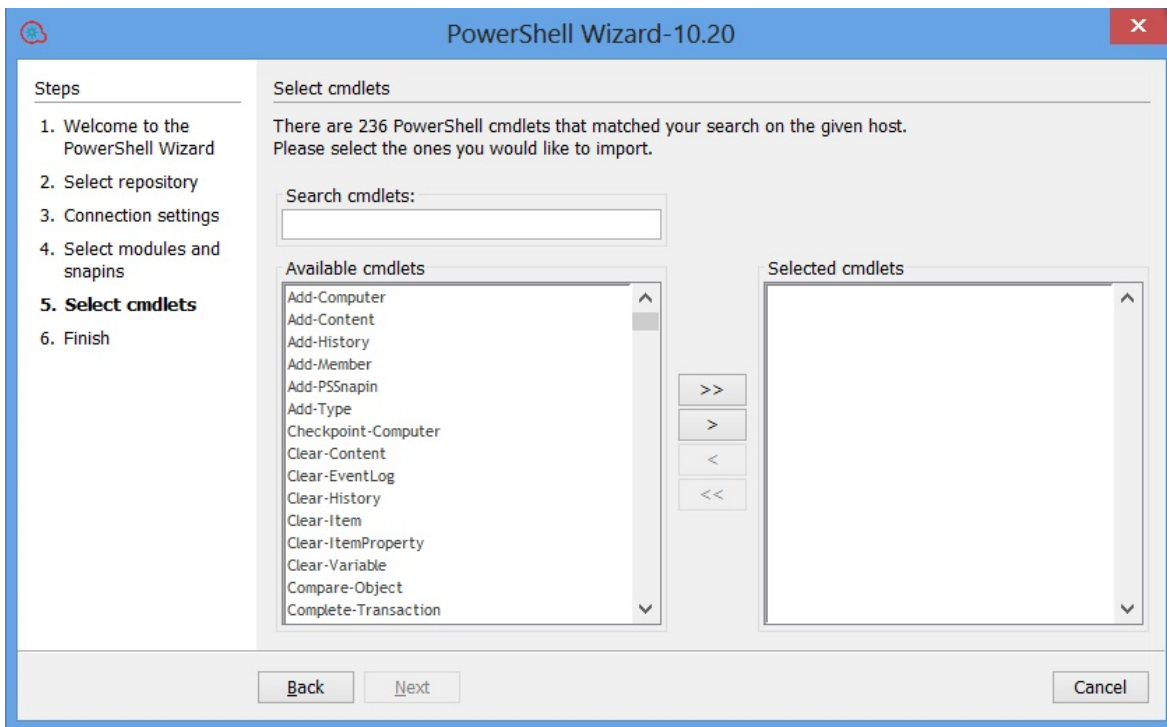 PowerShell Wizard-10.20
Steps
1. Welcome to the
PowerShell Wizard
2. Select repository
3. Connection settings
4. Select modules and
snapins
5. Select cmdlets
6. Finish
Select cmdlets
There are 236 PowerShell cmdlets that matched your search on the given host.
Please select the ones you would like to import.
Search cmdlets:
Available cmdlets
Add-Computer
Add-Content
Add-History
Add-Member
Add-PSSnapin
Add-Type
Checkpoint-Computer
Clear-Content
Clear-EventLog
Clear-History
Clear-Item
Clear-ItemProperty
Clear-Variable
Compare-Object
Complete-Transaction
>>
>
<
<<
Selected cmdlets
Back
Next
Cancel